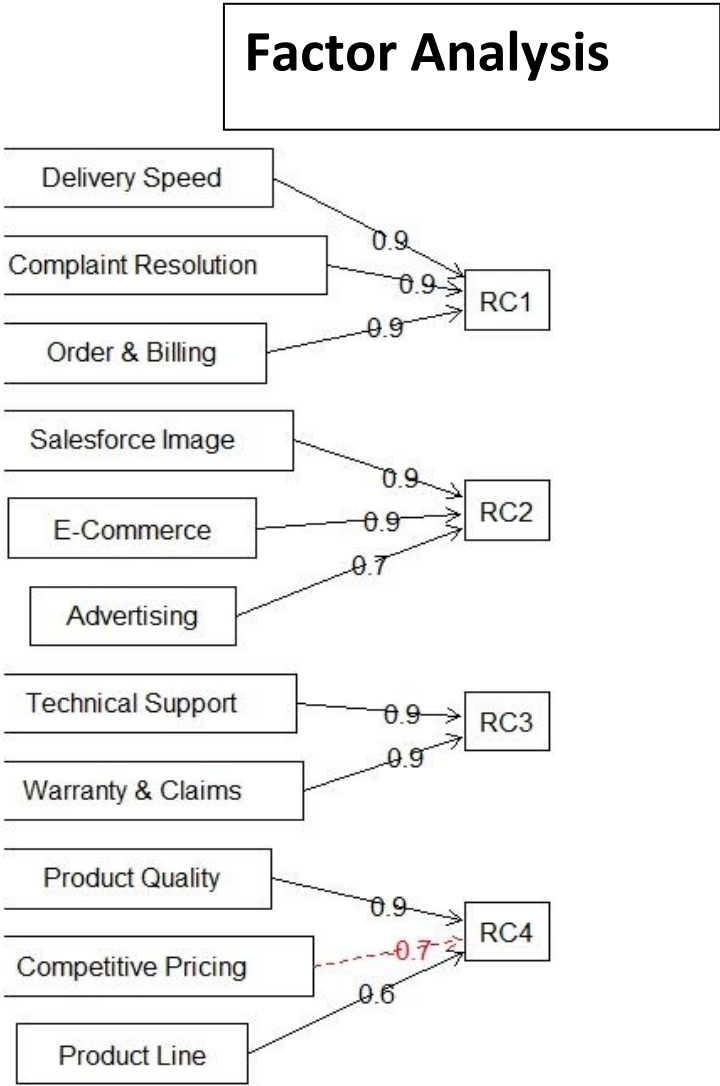 Factor Analysis
Delivery Speed
0.9
Complaint Resolution
0.9
RC1
Order & Billing
0.9
Salesforce Image
0.9
E-Commerce
0.9
RC2
Advertising
0.7
Technical Support
0.9
RC3
Warranty & Claims
0.9
Product Quality
0.9
RC4
Competitive Pricing
-0.7
Product Line
0.6